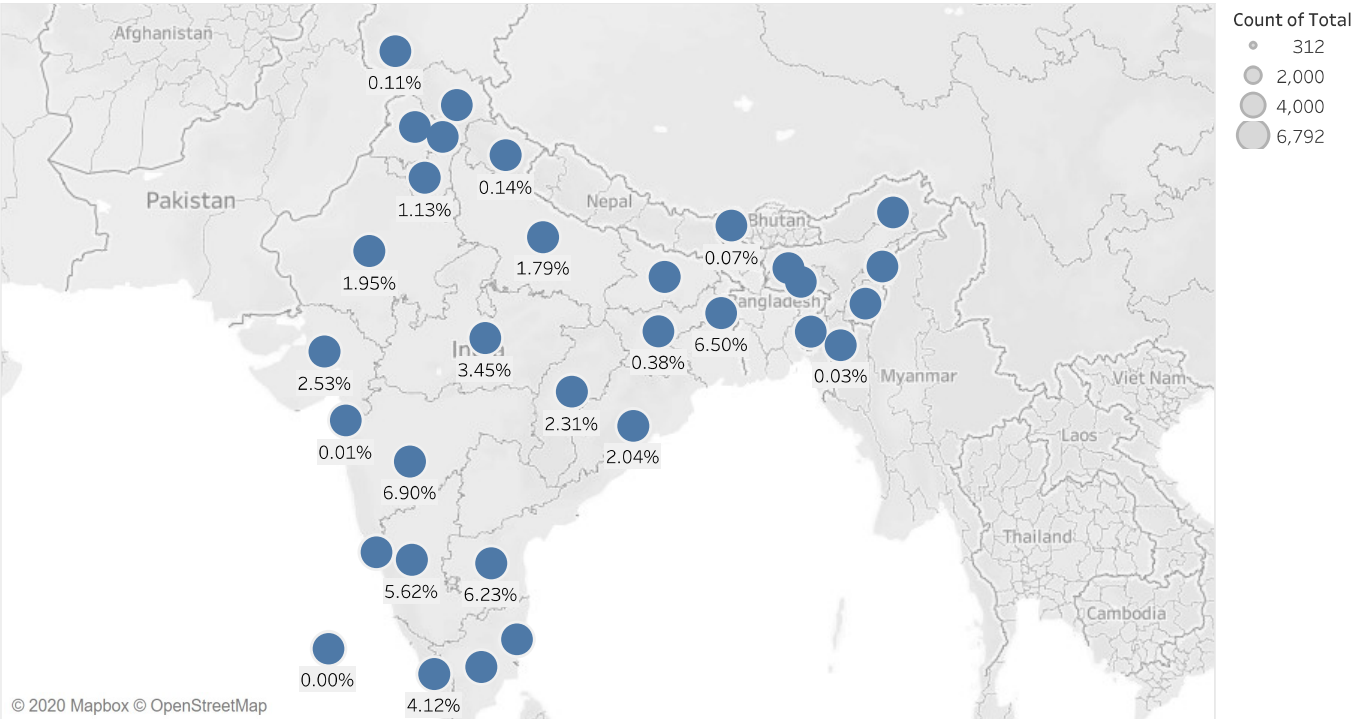 Afghanistan
0.11%
0.14%
Pakistan
1.13%
Nepal
Bhutan
0.07%
1.95%
1.79%
Bangladesh
6.50%
India
3.45%
0.38%
2.53%
0.03%
Myanmar
Viet Nam
2.31%
0.01%
2.04%
Laos
6.90%
Thailand
5.62%
6.23%
Cambodia
0.00%
4.12%
© 2020 Mapbox © OpenStreetMap
Count of Total
312
2,000
4,000
6,792